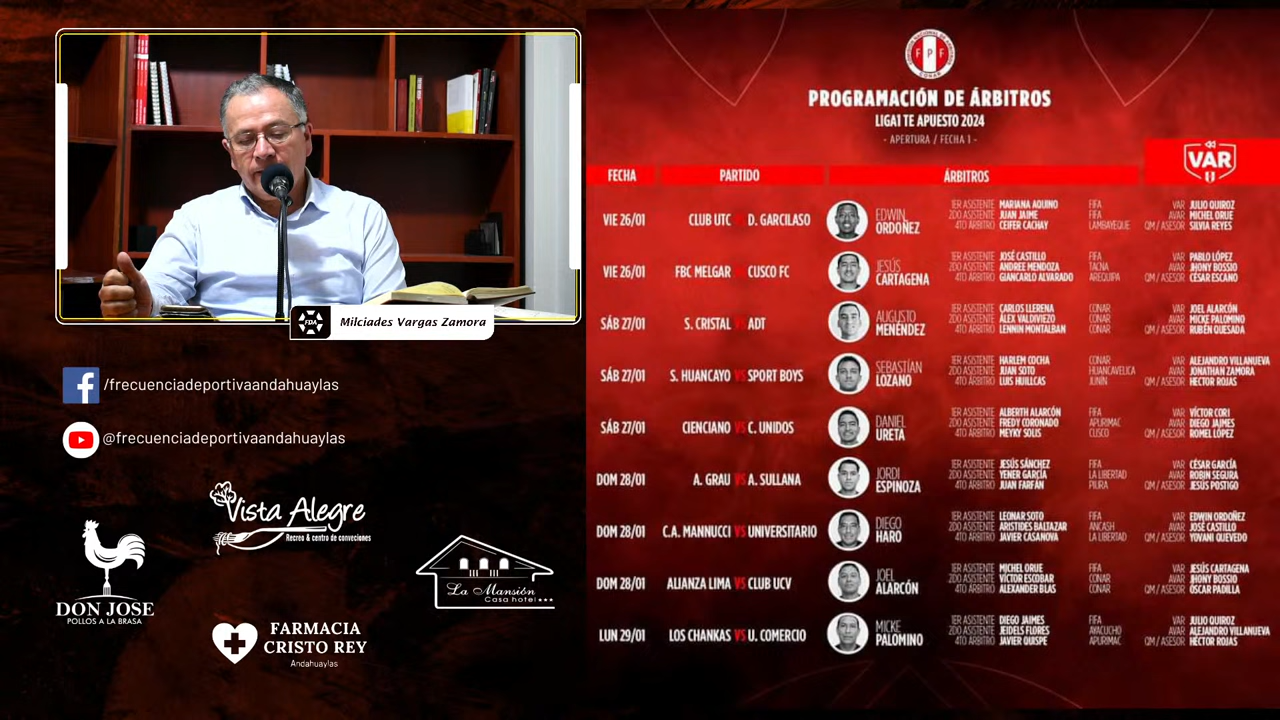 FDA
Milciades Vargas Zamora
/frecuenciadeportivaandahuaylas
@frecuenciadeportivaandahuaylas
Vista Alegre
Recreo & centro de conveciones
DON JOSE
POLLOS A LA BRASA
La Mansión
Casa hotel★★★
FARMACIA
CRISTO REY
Andahuaylas
FPF
PROGRAMACIÓN DE ÁRBITROS
LIGA1 TE APUESTO 2024
- APERTURA / FECHA 1 -
VAR
FECHA PARTIDO ÁRBITROS
VIE 26/01 CLUB UTC VS D. GARCILASO EDWIN ORDOÑEZ
1ER ASISTENTE MARIANA AQUINO FIFA VAR JULIO QUIROZ
2DO ASISTENTE JUAN JAIME FIFA AVAR MICHEL ORUE
4TO ÁRBITRO CEIFER CACHAY LAMBAYEQUE QM / ASESOR SILVIA REYES
VIE 26/01 FBC MELGAR VS CUSCO FC JESÚS CARTAGENA
1ER ASISTENTE JOSÉ CASTILLO FIFA VAR PABLO LÓPEZ
2DO ASISTENTE ANDREE MENDOZA TACNA AVAR JHONY BOSSIO
4TO ÁRBITRO GIANCARLO ALVARADO AREQUIPA QM / ASESOR CÉSAR ESCANO
SÁB 27/01 S. CRISTAL VS ADT AUGUSTO MENÉNDEZ
1ER ASISTENTE CARLOS LLERENA CONAR VAR JOEL ALARCÓN
2DO ASISTENTE ÁLEX VALDIVIEZO CONAR AVAR MICKE PALOMINO
4TO ÁRBITRO LENNIN MONTALBAN CONAR QM / ASESOR RUBÉN QUESADA
SÁB 27/01 S. HUANCAYO VS SPORT BOYS SEBASTÍAN LOZANO
1ER ASISTENTE HARLEM COCHA CONAR VAR ALEJANDRO VILLANUEVA
2DO ASISTENTE JUAN SOTO HUANCAVELICA AVAR JONATHAN ZAMORA
4TO ÁRBITRO LUIS HUILLCAS JUNÍN QM / ASESOR HÉCTOR ROJAS
SÁB 27/01 CIENCIANO VS C. UNIDOS DANIEL URETA
1ER ASISTENTE ALBERTH ALARCÓN FIFA VAR VÍCTOR CORI
2DO ASISTENTE FREDY CORONADO APURIMAC AVAR DIEGO JAIMES
4TO ÁRBITRO MEYKY SOLIS CUSCO QM / ASESOR ROMEL LÓPEZ
DOM 28/01 A. GRAU VS A. SULLANA JORDI ESPINOZA
1ER ASISTENTE JESÚS SÁNCHEZ FIFA VAR CÉSAR GARCÍA
2DO ASISTENTE YENER GARCÍA LA LIBERTAD AVAR ROBIN SEGURA
4TO ÁRBITRO JUAN FARFÁN PIURA QM / ASESOR JESÚS POSTIGO
DOM 28/01 C.A. MANNUCCI VS UNIVERSITARIO DIEGO HARO
1ER ASISTENTE LEONAR SOTO FIFA VAR EDWIN ORDOÑEZ
2DO ASISTENTE ARISTIDES BALTAZAR ANCASH AVAR JOSÉ CASTILLO
4TO ÁRBITRO JAVIER CASANOVA LA LIBERTAD QM / ASESOR YOVANI QUEVEDO
DOM 28/01 ALIANZA LIMA VS CLUB UCV JOEL ALARCÓN
1ER ASISTENTE MICHEL ORUE FIFA VAR JESÚS CARTAGENA
2DO ASISTENTE VÍCTOR ESCOBAR CONAR AVAR JHONY BOSSIO
4TO ÁRBITRO ALEXANDER BLAS CONAR QM / ASESOR ÓSCAR PADILLA
LUN 29/01 LOS CHANKAS VS U. COMERCIO MICKE PALOMINO
1ER ASISTENTE DIEGO JAIMES FIFA VAR JULIO QUIROZ
2DO ASISTENTE JEIDELS FLORES AYACUCHO AVAR ALEJANDRO VILLANUEVA
4TO ÁRBITRO JAVIER QUISPE APURIMAC QM / ASESOR HÉCTOR ROJAS